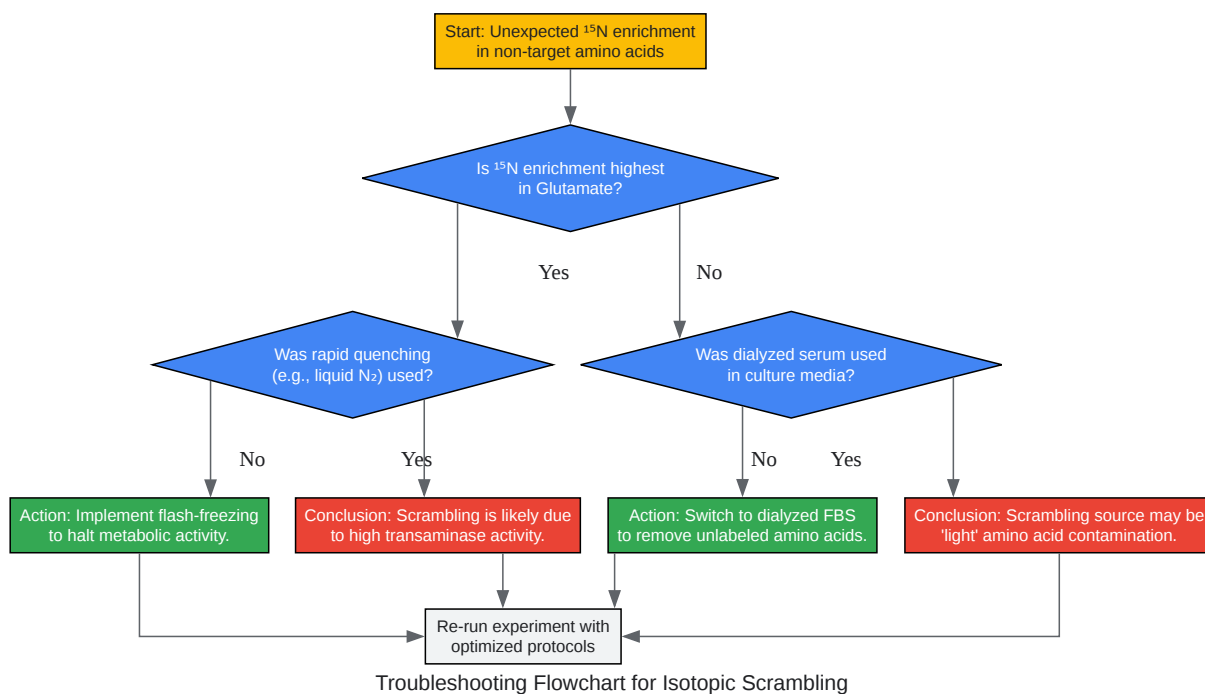 Start: Unexpected ¹⁵N enrichment
in non-target amino acids
Is ¹⁵N enrichment highest
in Glutamate?
Yes
No
Was rapid quenching
(e.g., liquid N₂) used?
Was dialyzed serum used
in culture media?
No
Yes
No
Yes
Action: Implement flash-freezing
to halt metabolic activity.
Conclusion: Scrambling is likely due
to high transaminase activity.
Action: Switch to dialyzed FBS
to remove unlabeled amino acids.
Conclusion: Scrambling source may be
'light' amino acid contamination.
Re-run experiment with
optimized protocols
Troubleshooting Flowchart for Isotopic Scrambling